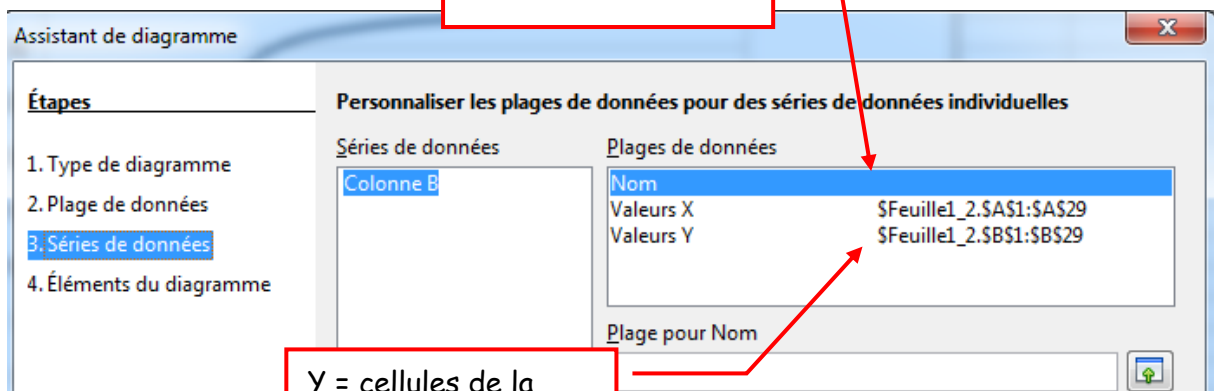 Assistant de diagramme
Étapes
1. Type de diagramme
2. Plage de données
3. Séries de données
4. Éléments du diagramme
Personnaliser les plages de données pour des séries de données individuelles
Séries de données
Colonne B
Plages de données
Nom
Valeurs X $Feuille1_2.$A$1:$A$29
Valeurs Y $Feuille1_2.$B$1:$B$29
Plage pour Nom
Y = cellules de la